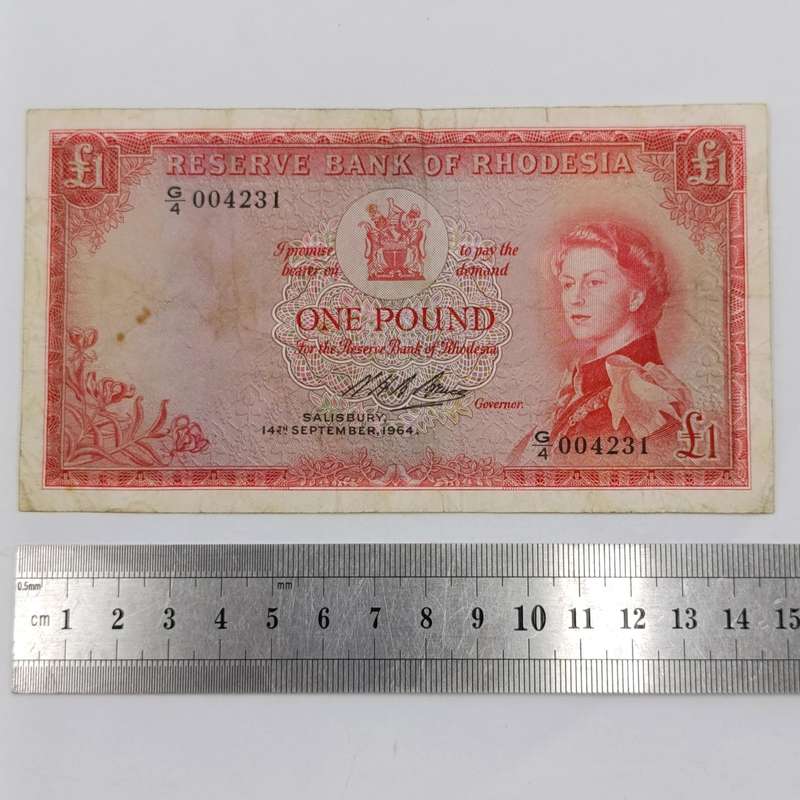 £1 RESERVE BANK OF RHODESIA £1
G/4 004231
I promise to pay the
bearer on demand
ONE POUND
For the Reserve Bank of Rhodesia
Governor.
SALISBURY,
14TH SEPTEMBER, 1964.
G/4 004231 £1
0.5mm mm
cm 1 2 3 4 5 6 7 8 9 10 11 12 13 14 15